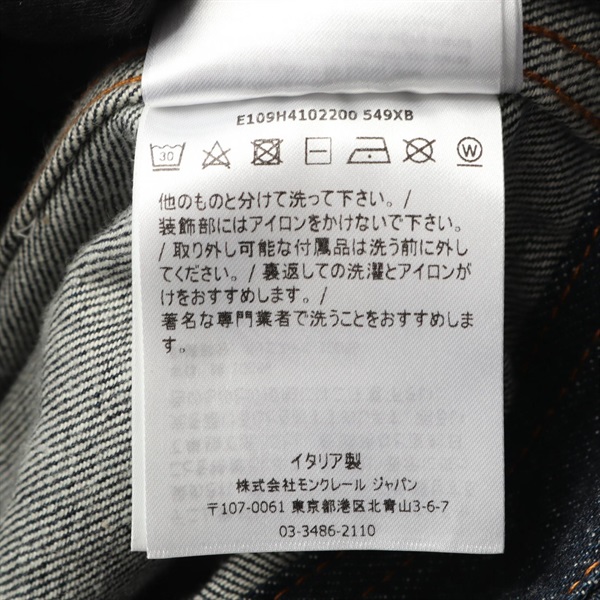 E109H4102200 549XB
30 W
他のものと分けて洗って下さい。/
装飾部にはアイロンをかけないで下さい。
/ 取り外し可能な付属品は洗う前に外し
てください。/ 裏返しての洗濯とアイロンが
けをおすすめします。/
著名な専門業者で洗うことをおすすめしま
す。
イタリア製
株式会社モンクレール ジャパン
〒107-0061 東京都港区北青山3-6-7
03-3486-2110